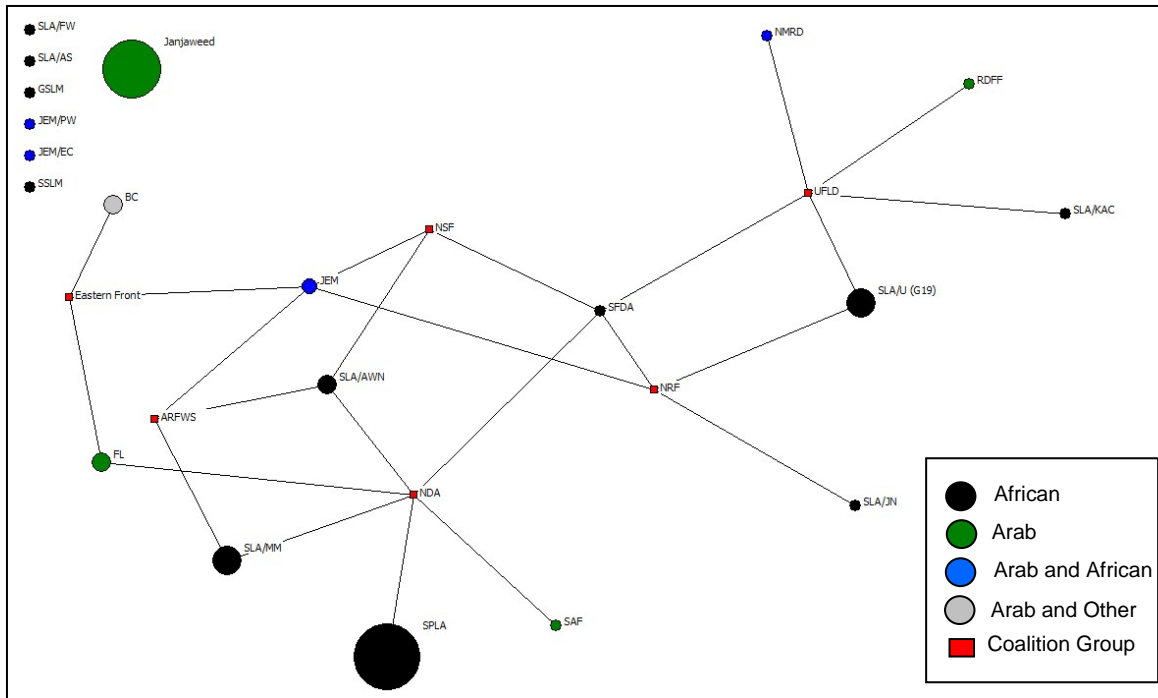 SLA/FW
Janjaweed
SLA/AS
GSLM
JEM/PW
JEM/EC
SSLM
BC
NMRD
RDFF
UFLD
SLA/KAC
NSF
JEM
Eastern Front
SFDA
SLA/U (G19)
SLA/AWN
NRF
ARFWS
FL
NDA
SLA/JN
SLA/MM
SPLA
SAF
African
Arab
Arab and African
Arab and Other
Coalition Group